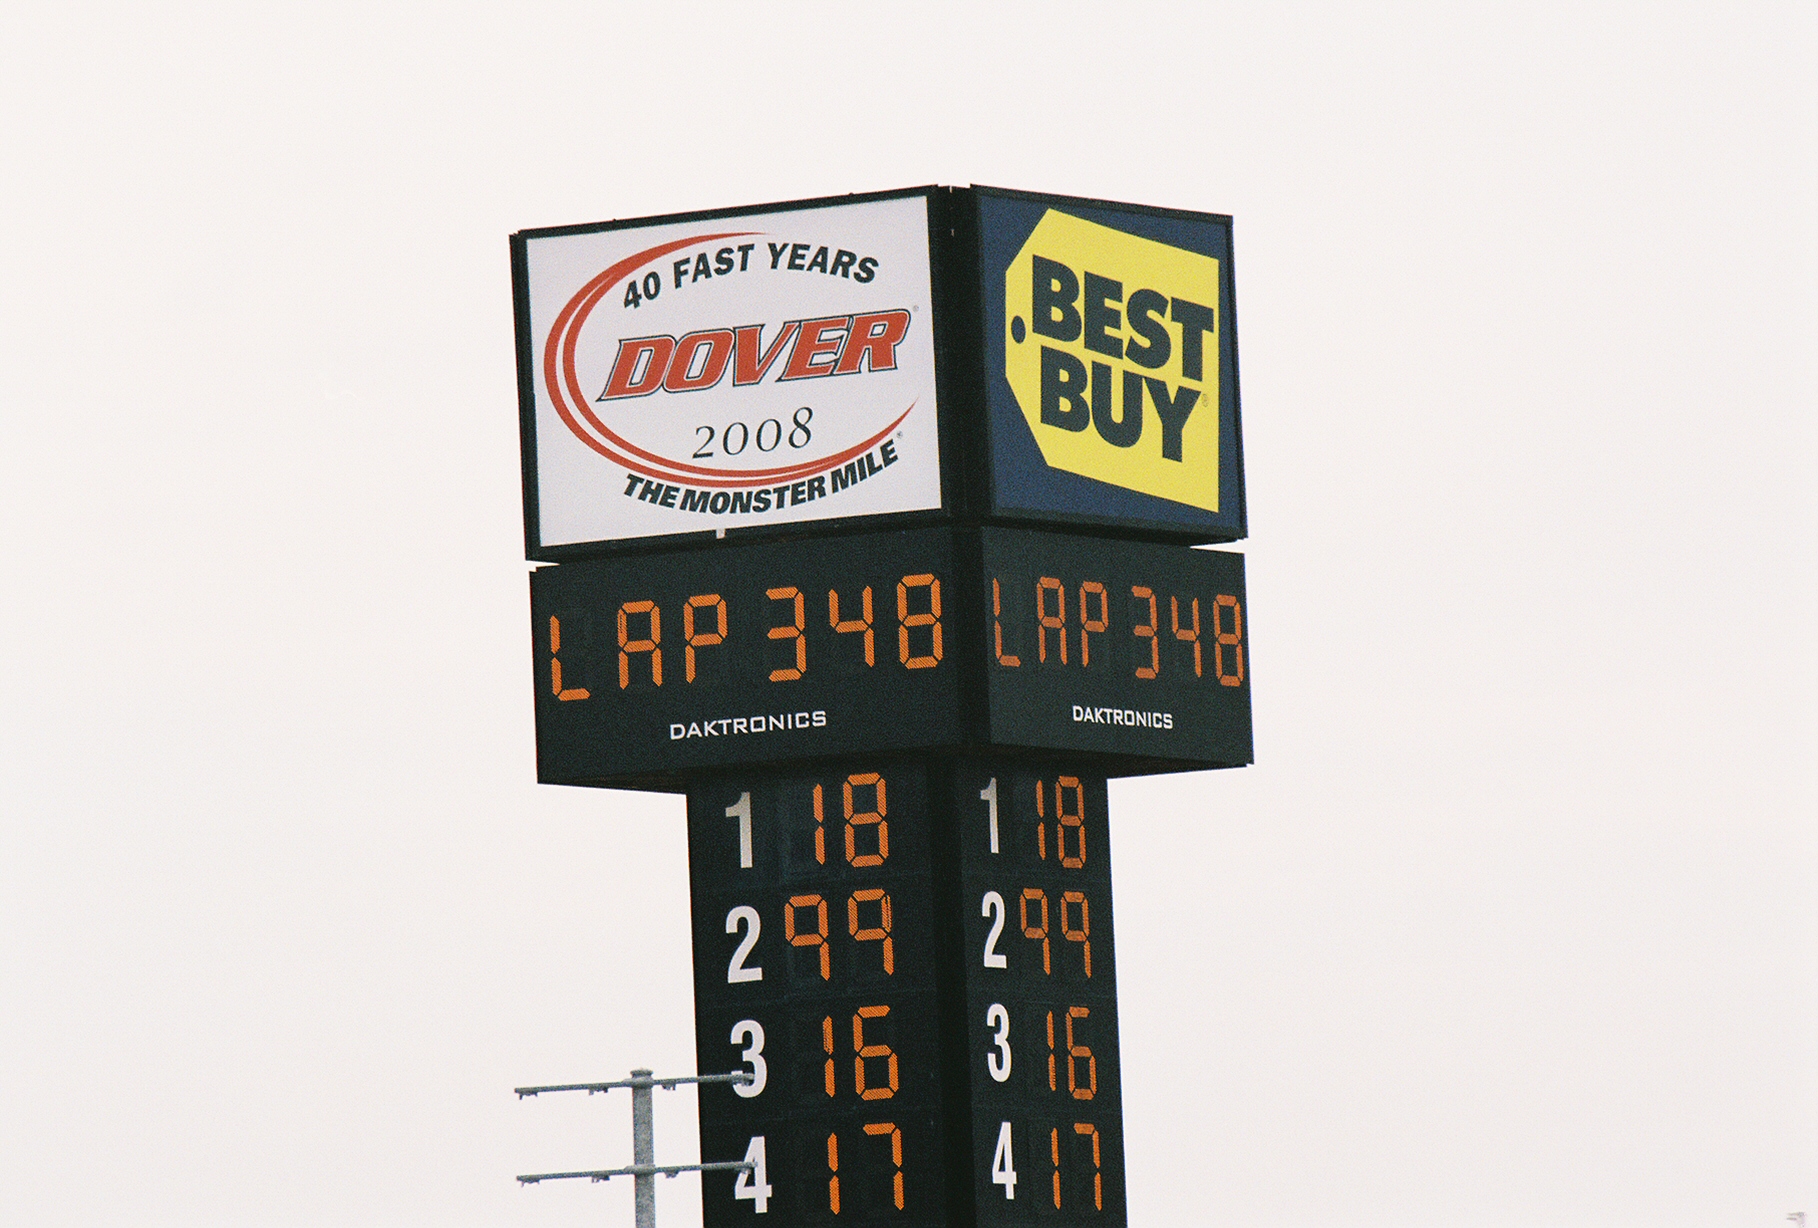 40 FAST YEARS
DOVER®
2008
THE MONSTER MILE®
BEST
BUY®
LAP 348
LAP 348
DAKTRONICS
DAKTRONICS
1 18
1 18
2 99
2 99
3 16
3 16
4 17
4 17